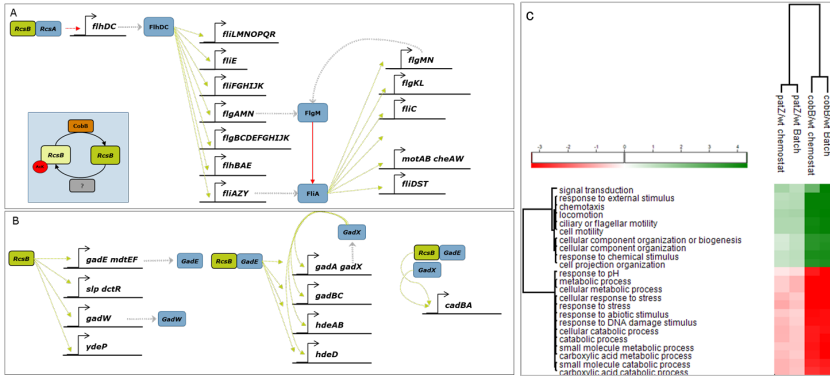 A
RcsB
RcsA
flhDC
FlhDC
fliLMNOPQR
fliE
fliFGHIJK
flgAMN
flgBCDEFGHIJK
flhBAE
fliAZY
FlgM
FliA
flgMN
flgKL
fliC
motAB cheAW
fliDST
CobB
RcsB
RcsB
?
B
RcsB
gadE mdtEF
slp dctR
gadW
ydeP
GadE
GadW
RcsB
GadE
GadX
gadA gadX
gadBC
hdeAB
hdeD
RcsB
GadE
GadX
cadBA
C
-3 -2 -1 0 1 2 3
patZ/wt chemostat
patZ/wt Batch
cobB/wt chemostat
cobB/wt Batch
signal transduction
response to external stimulus
chemotaxis
locomotion
ciliary or flagellar motility
cell motility
cellular component organization or biogenesis
cellular component organization
response to chemical stimulus
cell projection organization
response to pH
metabolic process
cellular metabolic process
cellular response to stress
response to stress
response to abiotic stimulus
response to DNA damage stimulus
cellular catabolic process
catabolic process
small molecule metabolic process
carboxylic acid metabolic process
small molecule catabolic process
carboxylic acid catabolic process